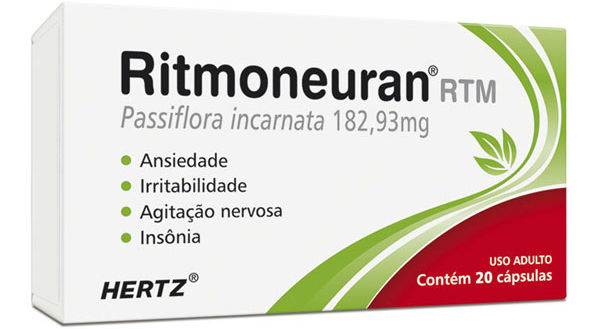 Ritmoneuran® RTM
Passiflora incarnata 182,93mg
• Ansiedade
• Irritabilidade
• Agitação nervosa
• Insônia
USO ADULTO
Contém 20 cápsulas
HERTZ®